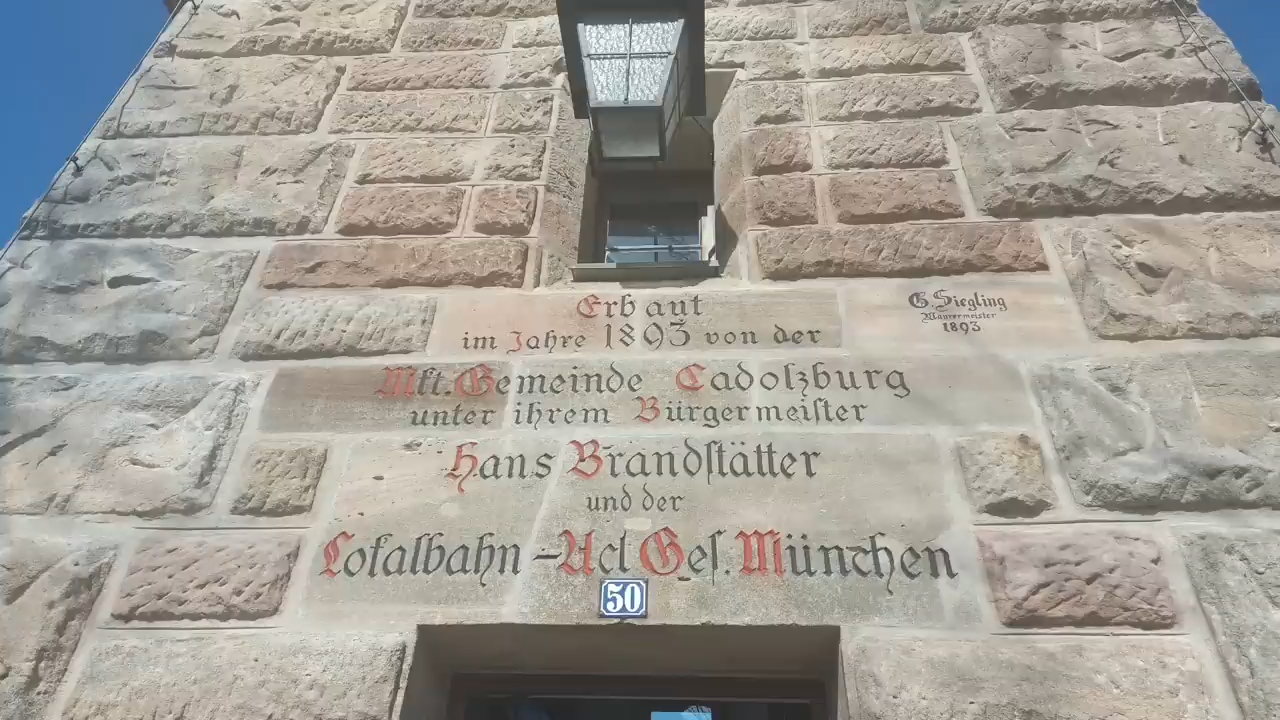 Erbaut
im Jahre 1893 von der
Mkt. Gemeinde Cadolzburg
unter ihrem Bürgermeiſter
Hans Brandſtätter
und der
Lokalbahn-Act Geſ. München
50
G. Siegling
Maurermeister
1893